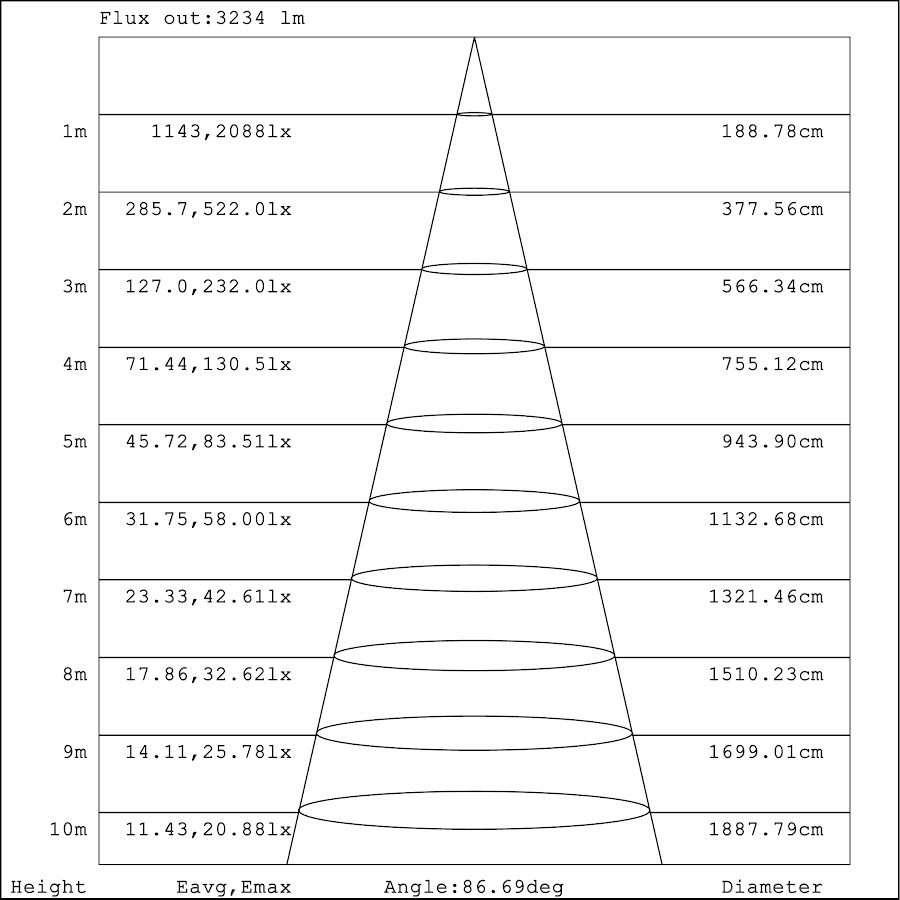 Flux out:3234 lm
1m 1143,2088lx 188.78cm
2m 285.7,522.0lx 377.56cm
3m 127.0,232.0lx 566.34cm
4m 71.44,130.5lx 755.12cm
5m 45.72,83.51lx 943.90cm
6m 31.75,58.00lx 1132.68cm
7m 23.33,42.61lx 1321.46cm
8m 17.86,32.62lx 1510.23cm
9m 14.11,25.78lx 1699.01cm
10m 11.43,20.88lx 1887.79cm
Height Eavg,Emax Angle:86.69deg Diameter